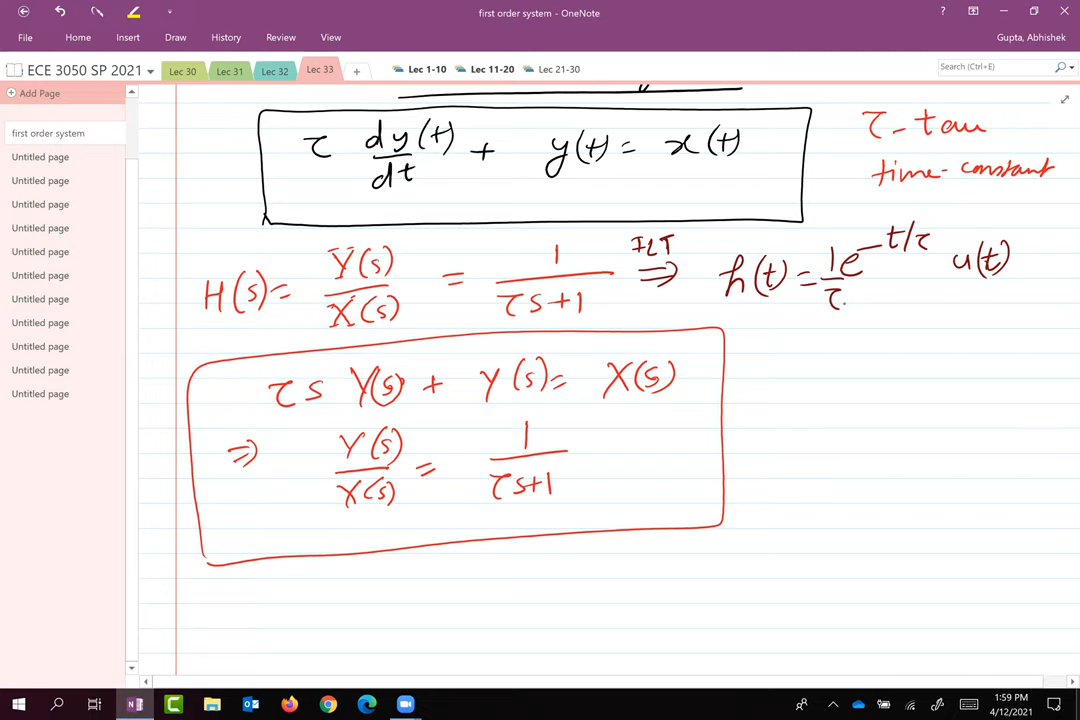 first order system - OneNote
?
File Home Insert Draw History Review View
Gupta, Abhishek
ECE 3050 SP 2021
Lec 30
Lec 31
Lec 32
Lec 33
+
Lec 1-10
Lec 11-20
Lec 21-30
Search (Ctrl+E)
Add Page
first order system
Untitled page
Untitled page
Untitled page
Untitled page
Untitled page
Untitled page
Untitled page
Untitled page
Untitled page
Untitled page
Untitled page
τ dy(t)/dt + y(t) = x(t)
τ - tau
time-constant
H(s) = Y(s)/X(s) = 1/(τs+1) ILT ⇒ h(t) = 1/τ e^(-t/τ) u(t)
τs Y(s) + Y(s) = X(s)
⇒ Y(s)/X(s) = 1/(τs+1)
1:59 PM
4/12/2021